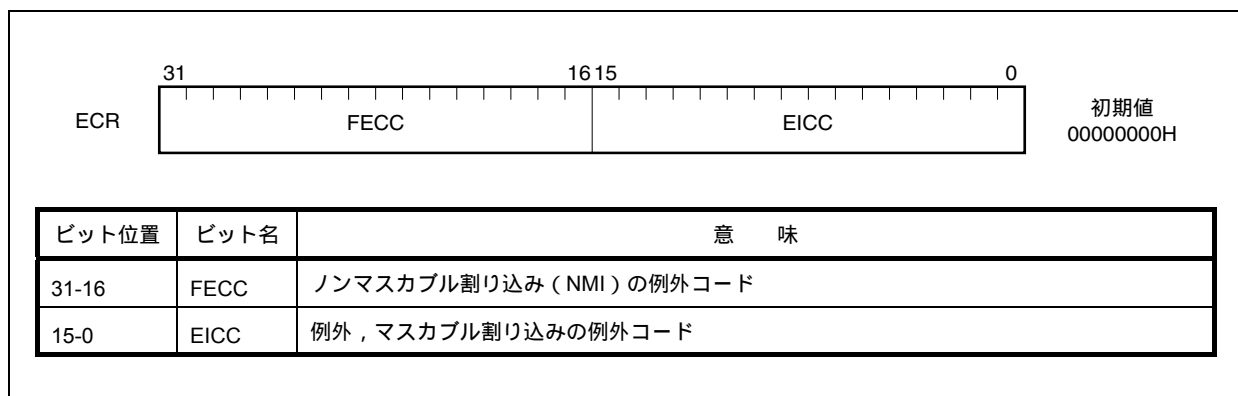 31 16 15 0
ECR FECC EICC 初期値
00000000H
ビット位置 ビット名 意 味
31-16 FECC ノンマスカブル割り込み（NMI）の例外コード
15-0 EICC 例外，マスカブル割り込みの例外コード